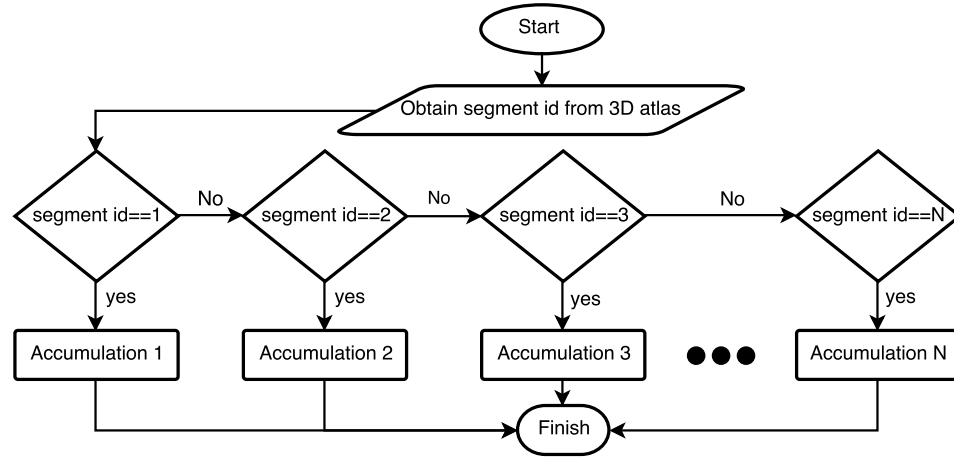 Start
Obtain segment id from 3D atlas
segment id==1
No
segment id==2
No
segment id==3
No
segment id==N
yes
yes
yes
yes
Accumulation 1
Accumulation 2
Accumulation 3
Accumulation N
Finish